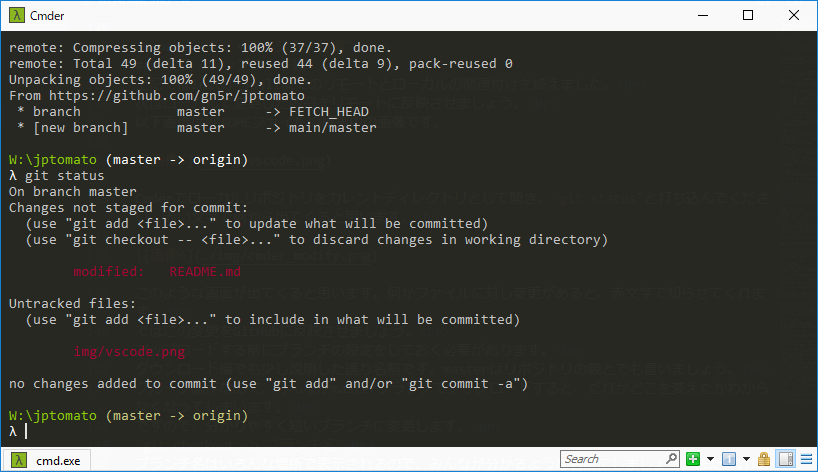 Cmder
remote: Compressing objects: 100% (37/37), done.
remote: Total 49 (delta 11), reused 44 (delta 9), pack-reused 0
Unpacking objects: 100% (49/49), done.
From https://github.com/gn5r/jptomato
 * branch            master     -> FETCH_HEAD
 * [new branch]      master     -> main/master
W:\jptomato (master -> origin)
λ git status
On branch master
Changes not staged for commit:
  (use "git add <file>..." to update what will be committed)
  (use "git checkout -- <file>..." to discard changes in working directory)
        modified:   README.md
Untracked files:
  (use "git add <file>..." to include in what will be committed)
        img/vscode.png
no changes added to commit (use "git add" and/or "git commit -a")
W:\jptomato (master -> origin)
λ
cmd.exe
Search